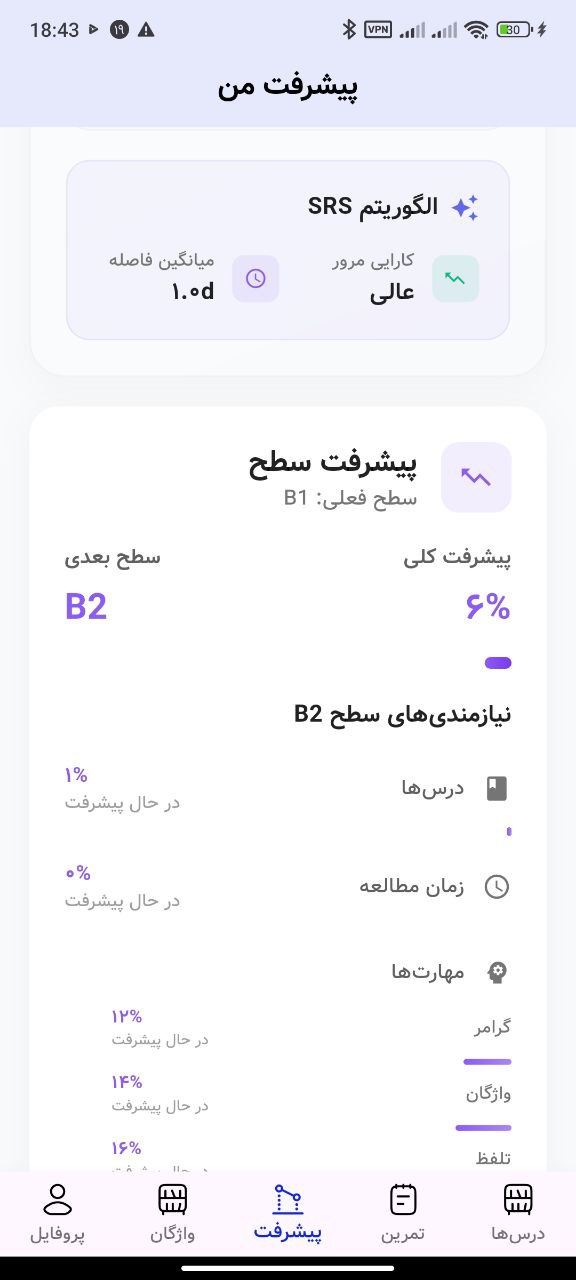 18:43
۱۹
VPN
30
پیشرفت من
الگوریتم SRS
کارایی مرور
عالی
میانگین فاصله
۱.۰d
پیشرفت سطح
سطح فعلی: B1
پیشرفت کلی
۶%
سطح بعدی
B2
نیازمندی‌های سطح B2
درس‌ها
۱%
در حال پیشرفت
زمان مطالعه
۰%
در حال پیشرفت
مهارت‌ها
گرامر
۱۲%
در حال پیشرفت
واژگان
۱۴%
در حال پیشرفت
تلفظ
۱۶%
در حال پیشرفت
درس‌ها
تمرین
پیشرفت
واژگان
پروفایل